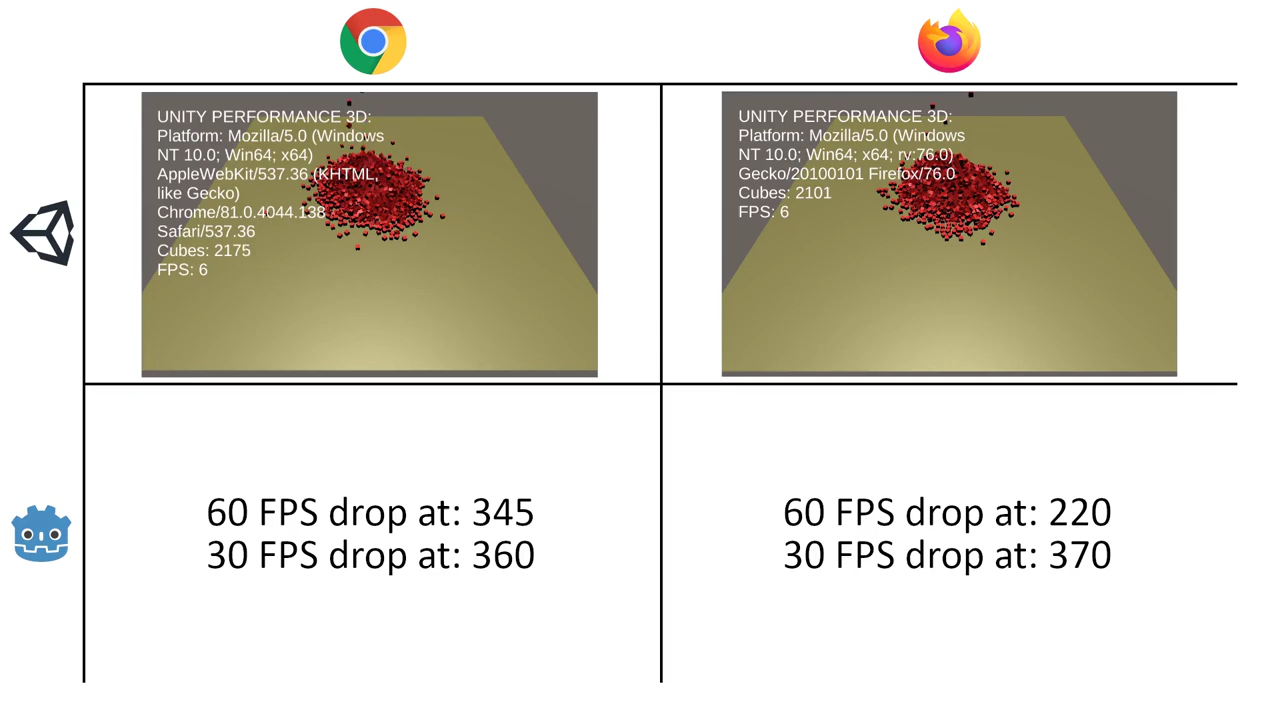 UNITY PERFORMANCE 3D:
Platform: Mozilla/5.0 (Windows
NT 10.0; Win64; x64)
AppleWebKit/537.36 (KHTML,
like Gecko)
Chrome/81.0.4044.138
Safari/537.36
Cubes: 2175
FPS: 6
UNITY PERFORMANCE 3D:
Platform: Mozilla/5.0 (Windows
NT 10.0; Win64; x64; rv:76.0)
Gecko/20100101 Firefox/76.0
Cubes: 2101
FPS: 6
60 FPS drop at: 345
30 FPS drop at: 360
60 FPS drop at: 220
30 FPS drop at: 370